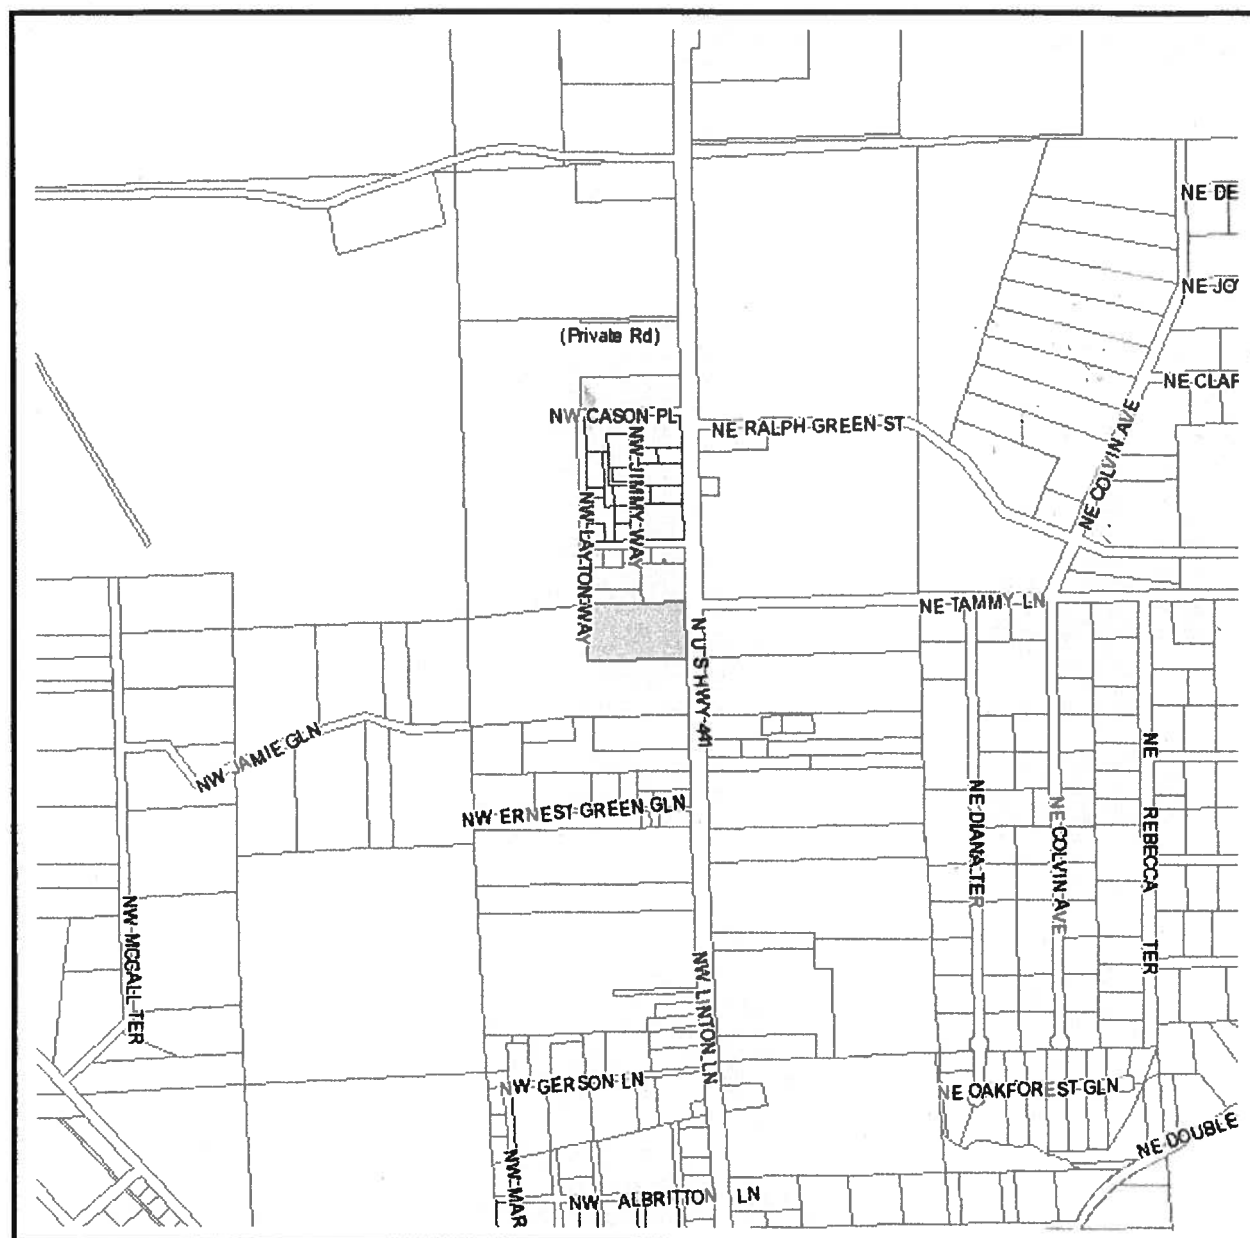 NE DE
NE JO
(Private Rd)
NE CLAR
NW CASON PL
NE RALPH GREEN ST
NW JIMMY WAY
NE COLVIN AVE
NW LAYTON WAY
NE TAMMY LN
N U S HWY 441
NW JAMIE GLN
NW ERNEST GREEN GLN
NE DIANA TER
NE COLVIN AVE
NE REBECCA TER
NW MCCALL TER
NW LINTON LN
NW GERSON LN
NE OAKFOREST GLN
NE DOUBLE
NW MAR
NW ALBRITTON LN